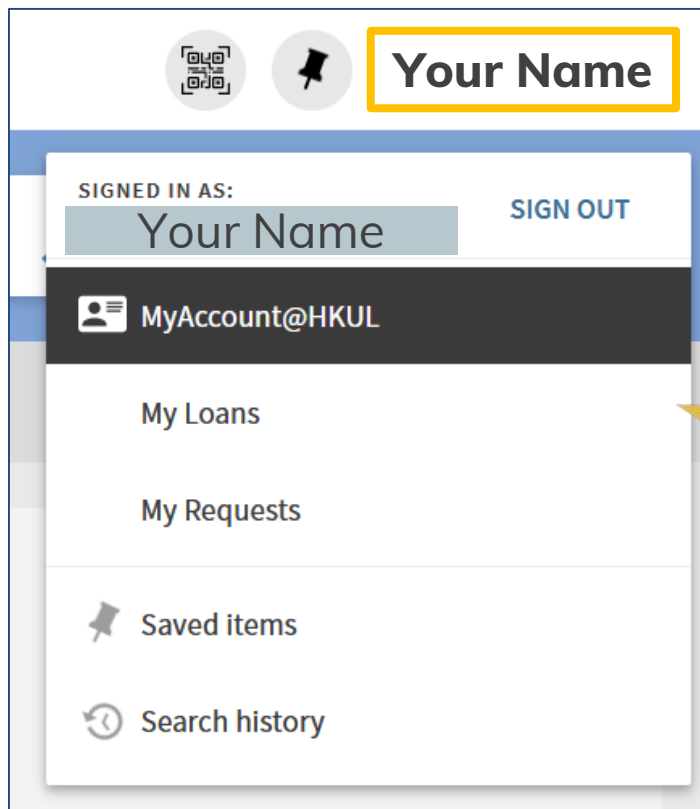 Your Name
SIGNED IN AS:
Your Name
SIGN OUT
MyAccount@HKUL
My Loans
My Requests
Saved items
Search history